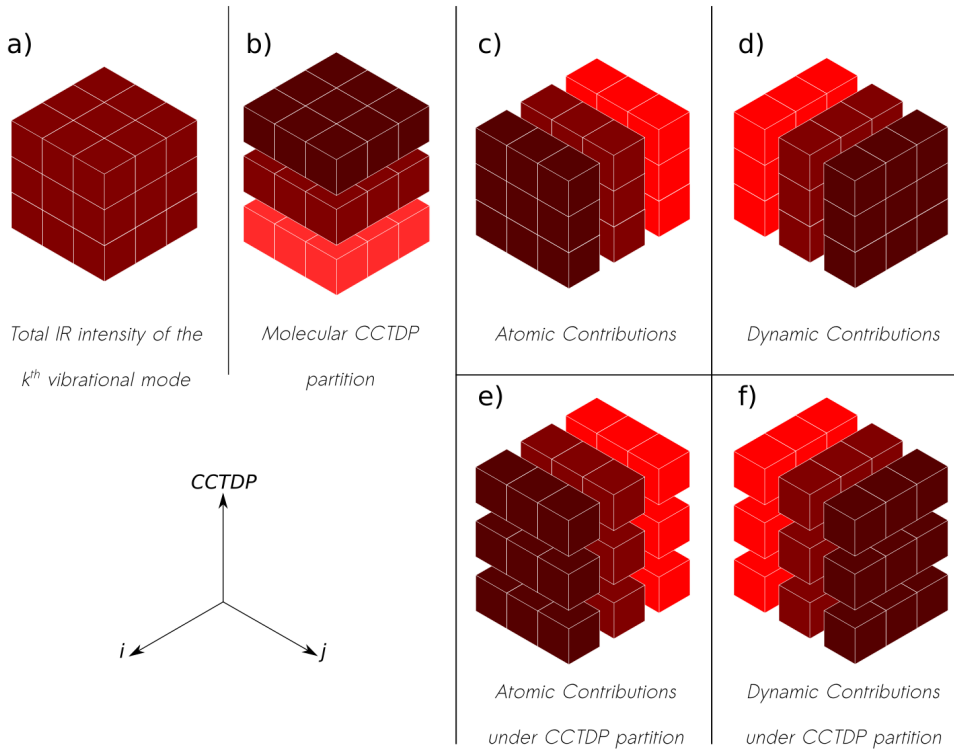 a)
b)
c)
d)
Total IR intensity of the
kth vibrational mode
Molecular CCTDP
partition
Atomic Contributions
Dynamic Contributions
e)
f)
CCTDP
i
j
Atomic Contributions
under CCTDP partition
Dynamic Contributions
under CCTDP partition